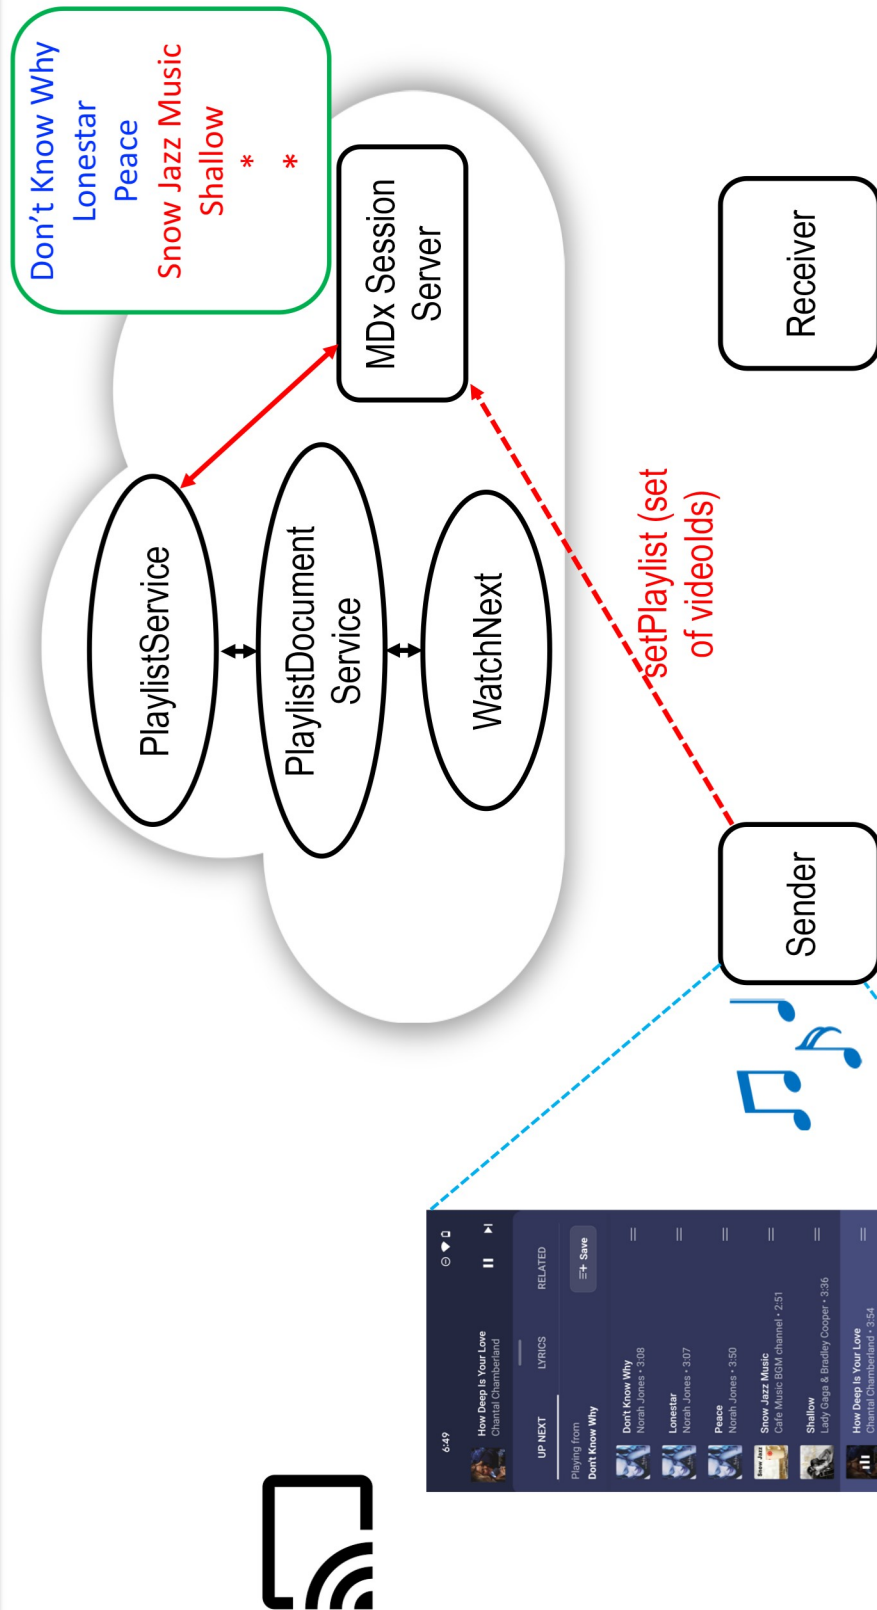 Don't Know Why
Lonestar
Peace
Snow Jazz Music
Shallow
*
*
PlaylistService
PlaylistDocument
Service
WatchNext
MDx Session
Server
setPlaylist (set
of videoIds)
Sender
Receiver
6:49
How Deep Is Your Love
Chantal Chamberland
UP NEXT
LYRICS
RELATED
Playing from
Don't Know Why
Save
Don't Know Why
Norah Jones • 3:08
Lonestar
Norah Jones • 3:07
Peace
Norah Jones • 3:50
Snow Jazz
Snow Jazz Music
Cafe Music BGM channel • 2:51
Shallow
Lady Gaga & Bradley Cooper • 3:36
How Deep Is Your Love
Chantal Chamberland • 3:54